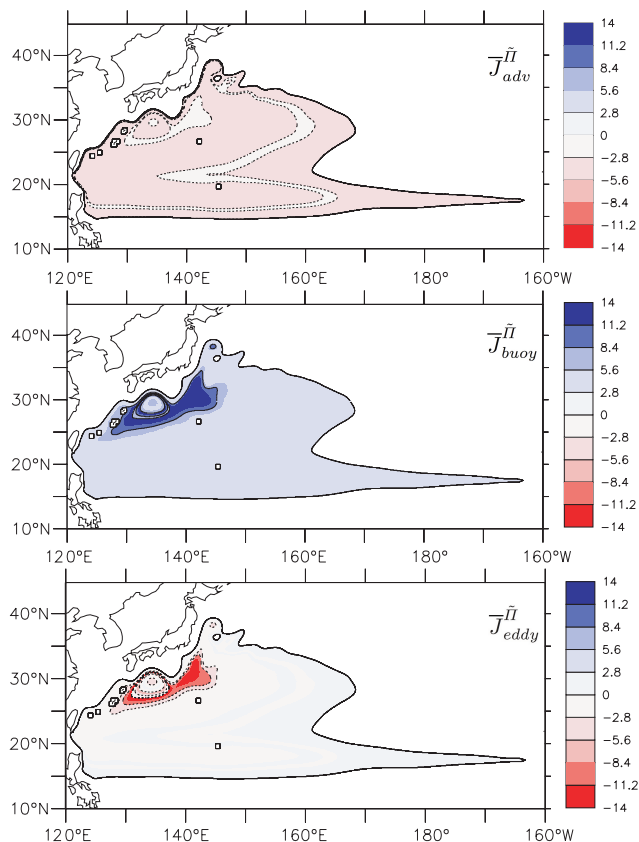 40°N
30°N
20°N
10°N
120°E
140°E
160°E
180°
160°W
J̅^Π̃_adv
14
11.2
8.4
5.6
2.8
0
−2.8
−5.6
−8.4
−11.2
−14
40°N
30°N
20°N
10°N
120°E
140°E
160°E
180°
160°W
J̅^Π̃_buoy
14
11.2
8.4
5.6
2.8
0
−2.8
−5.6
−8.4
−11.2
−14
40°N
30°N
20°N
10°N
120°E
140°E
160°E
180°
160°W
J̅^Π̃_eddy
14
11.2
8.4
5.6
2.8
0
−2.8
−5.6
−8.4
−11.2
−14